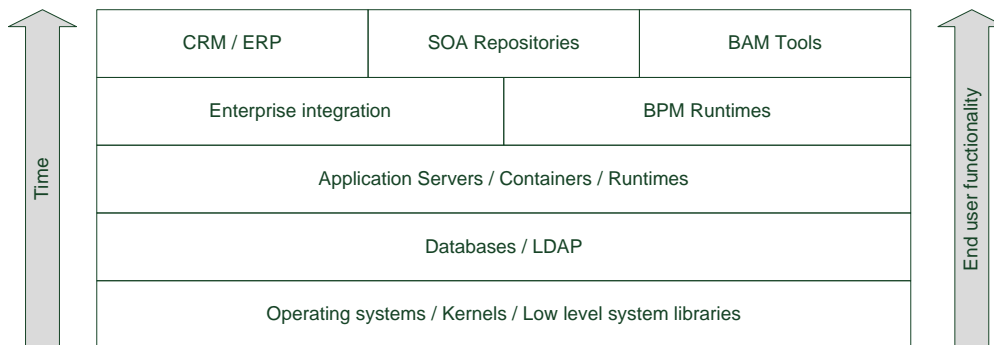 CRM / ERP
SOA Repositories
BAM Tools
Enterprise integration
BPM Runtimes
Application Servers / Containers / Runtimes
Databases / LDAP
Operating systems / Kernels / Low level system libraries
Time
End user functionality